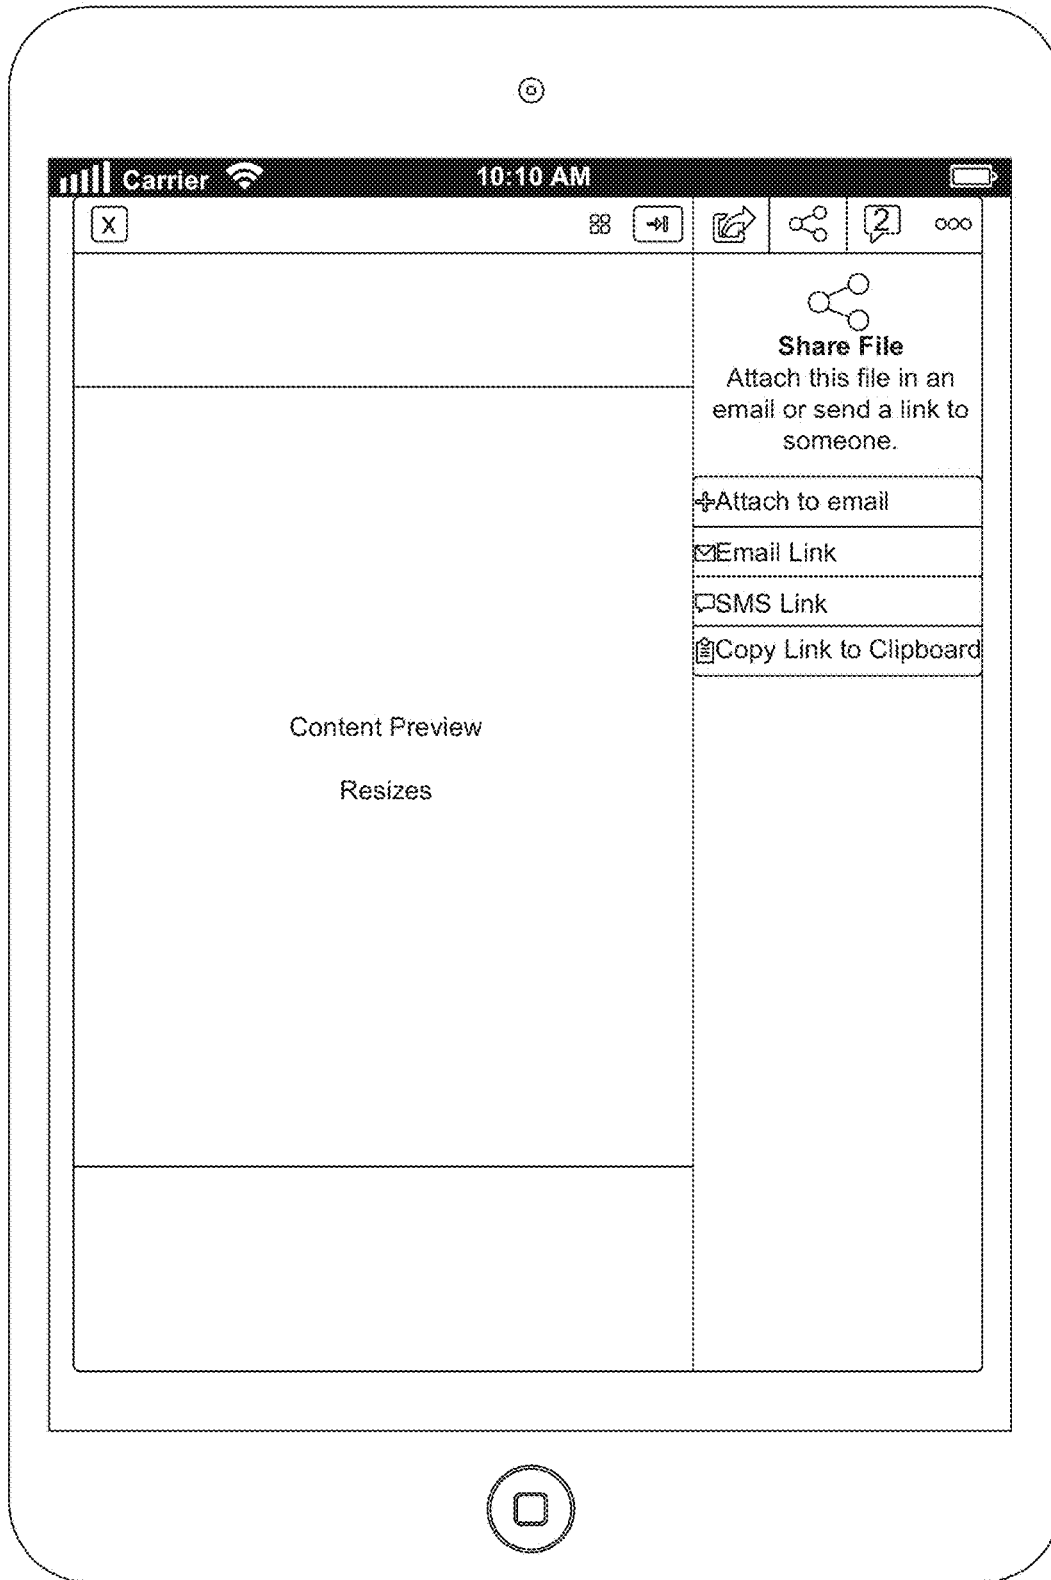 Carrier
10:10 AM
X
2
Share File
Attach this file in an
email or send a link to
someone.
Attach to email
Email Link
SMS Link
Copy Link to Clipboard
Content Preview
Resizes